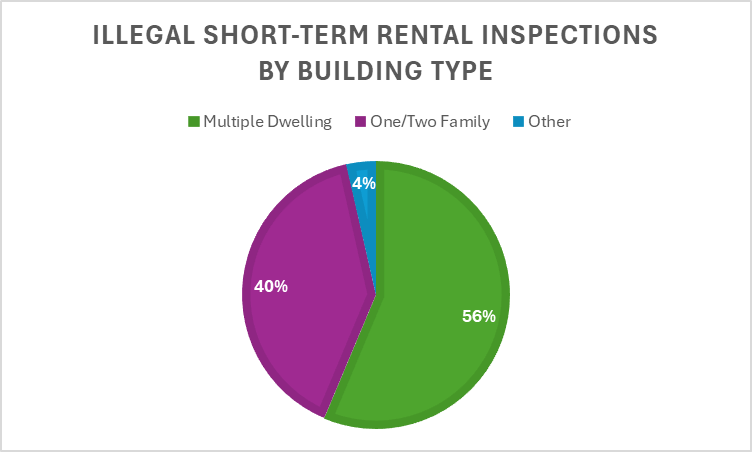 ILLEGAL SHORT-TERM RENTAL INSPECTIONS
BY BUILDING TYPE
Multiple Dwelling One/Two Family Other
4%
40%
56%